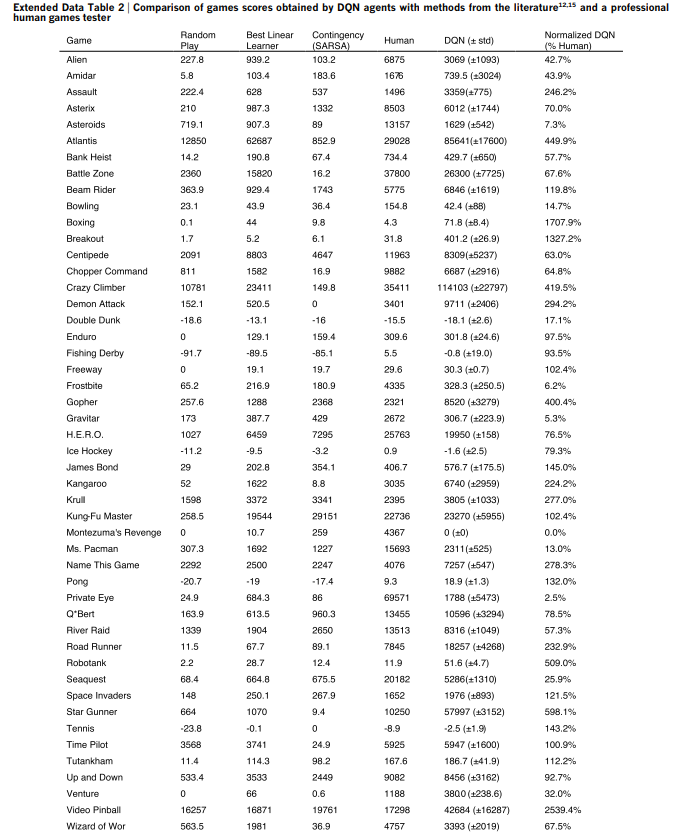 Extended Data Table 2 | Comparison of games scores obtained by DQN agents with methods from the literature12,15 and a professional
human games tester
Game Random Play Best Linear Learner Contingency (SARSA) Human DQN (± std) Normalized DQN (% Human)
Alien 227.8 939.2 103.2 6875 3069 (±1093) 42.7%
Amidar 5.8 103.4 183.6 1676 739.5 (±3024) 43.9%
Assault 222.4 628 537 1496 3359(±775) 246.2%
Asterix 210 987.3 1332 8503 6012 (±1744) 70.0%
Asteroids 719.1 907.3 89 13157 1629 (±542) 7.3%
Atlantis 12850 62687 852.9 29028 85641(±17600) 449.9%
Bank Heist 14.2 190.8 67.4 734.4 429.7 (±650) 57.7%
Battle Zone 2360 15820 16.2 37800 26300 (±7725) 67.6%
Beam Rider 363.9 929.4 1743 5775 6846 (±1619) 119.8%
Bowling 23.1 43.9 36.4 154.8 42.4 (±88) 14.7%
Boxing 0.1 44 9.8 4.3 71.8 (±8.4) 1707.9%
Breakout 1.7 5.2 6.1 31.8 401.2 (±26.9) 1327.2%
Centipede 2091 8803 4647 11963 8309(±5237) 63.0%
Chopper Command 811 1582 16.9 9882 6687 (±2916) 64.8%
Crazy Climber 10781 23411 149.8 35411 114103 (±22797) 419.5%
Demon Attack 152.1 520.5 0 3401 9711 (±2406) 294.2%
Double Dunk -18.6 -13.1 -16 -15.5 -18.1 (±2.6) 17.1%
Enduro 0 129.1 159.4 309.6 301.8 (±24.6) 97.5%
Fishing Derby -91.7 -89.5 -85.1 5.5 -0.8 (±19.0) 93.5%
Freeway 0 19.1 19.7 29.6 30.3 (±0.7) 102.4%
Frostbite 65.2 216.9 180.9 4335 328.3 (±250.5) 6.2%
Gopher 257.6 1288 2368 2321 8520 (±3279) 400.4%
Gravitar 173 387.7 429 2672 306.7 (±223.9) 5.3%
H.E.R.O. 1027 6459 7295 25763 19950 (±158) 76.5%
Ice Hockey -11.2 -9.5 -3.2 0.9 -1.6 (±2.5) 79.3%
James Bond 29 202.8 354.1 406.7 576.7 (±175.5) 145.0%
Kangaroo 52 1622 8.8 3035 6740 (±2959) 224.2%
Krull 1598 3372 3341 2395 3805 (±1033) 277.0%
Kung-Fu Master 258.5 19544 29151 22736 23270 (±5955) 102.4%
Montezuma's Revenge 0 10.7 259 4367 0 (±0) 0.0%
Ms. Pacman 307.3 1692 1227 15693 2311(±525) 13.0%
Name This Game 2292 2500 2247 4076 7257 (±547) 278.3%
Pong -20.7 -19 -17.4 9.3 18.9 (±1.3) 132.0%
Private Eye 24.9 684.3 86 69571 1788 (±5473) 2.5%
Q*Bert 163.9 613.5 960.3 13455 10596 (±3294) 78.5%
River Raid 1339 1904 2650 13513 8316 (±1049) 57.3%
Road Runner 11.5 67.7 89.1 7845 18257 (±4268) 232.9%
Robotank 2.2 28.7 12.4 11.9 51.6 (±4.7) 509.0%
Seaquest 68.4 664.8 675.5 20182 5286(±1310) 25.9%
Space Invaders 148 250.1 267.9 1652 1976 (±893) 121.5%
Star Gunner 664 1070 9.4 10250 57997 (±3152) 598.1%
Tennis -23.8 -0.1 0 -8.9 -2.5 (±1.9) 143.2%
Time Pilot 3568 3741 24.9 5925 5947 (±1600) 100.9%
Tutankham 11.4 114.3 98.2 167.6 186.7 (±41.9) 112.2%
Up and Down 533.4 3533 2449 9082 8456 (±3162) 92.7%
Venture 0 66 0.6 1188 380.0 (±238.6) 32.0%
Video Pinball 16257 16871 19761 17298 42684 (±16287) 2539.4%
Wizard of Wor 563.5 1981 36.9 4757 3393 (±2019) 67.5%